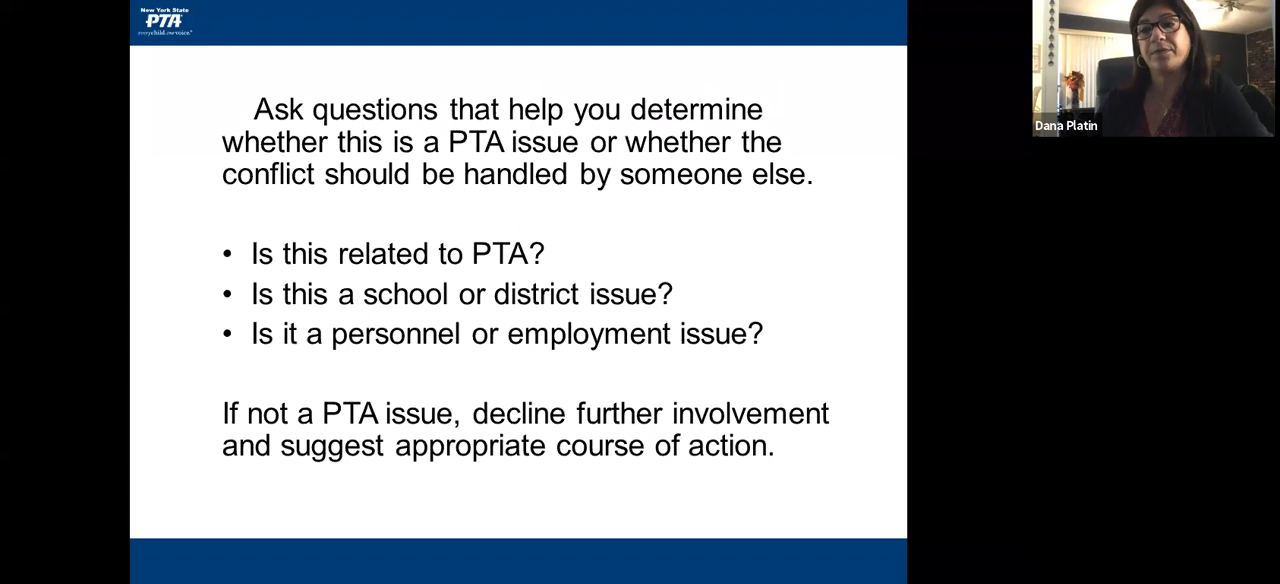 New York State
PTA
everychild.onevoice.®
Ask questions that help you determine
whether this is a PTA issue or whether the
conflict should be handled by someone else.
• Is this related to PTA?
• Is this a school or district issue?
• Is it a personnel or employment issue?
If not a PTA issue, decline further involvement
and suggest appropriate course of action.
Dana Platin